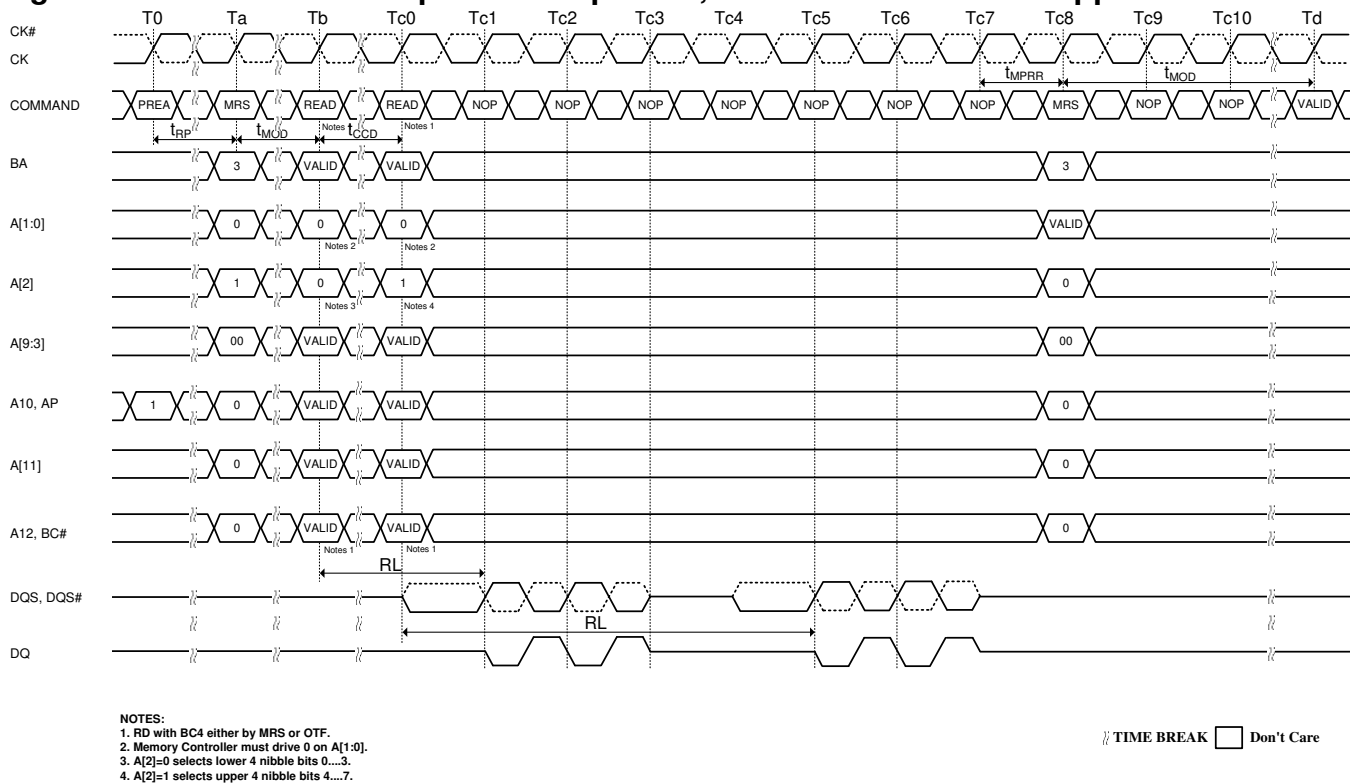 T0 Ta Tb Tc0 Tc1 Tc2 Tc3 Tc4 Tc5 Tc6 Tc7 Tc8 Tc9 Tc10 Td
CK#
CK
tMPRR tMOD
COMMAND PREA MRS READ READ NOP NOP NOP NOP NOP NOP NOP MRS NOP NOP VALID
Notes 1 Notes 1
tRP tMOD tCCD
BA 3 VALID VALID 3
A[1:0] 0 0 0 VALID
Notes 2 Notes 2
A[2] 1 0 1 0
Notes 3 Notes 4
A[9:3] 00 VALID VALID 00
A10, AP 1 0 VALID VALID 0
A[11] 0 VALID VALID 0
A12, BC# 0 VALID VALID 0
Notes 1 Notes 1
RL
DQS, DQS#
RL
DQ
NOTES:
1. RD with BC4 either by MRS or OTF.
2. Memory Controller must drive 0 on A[1:0].
3. A[2]=0 selects lower 4 nibble bits 0....3.
4. A[2]=1 selects upper 4 nibble bits 4....7.
TIME BREAK Don't Care